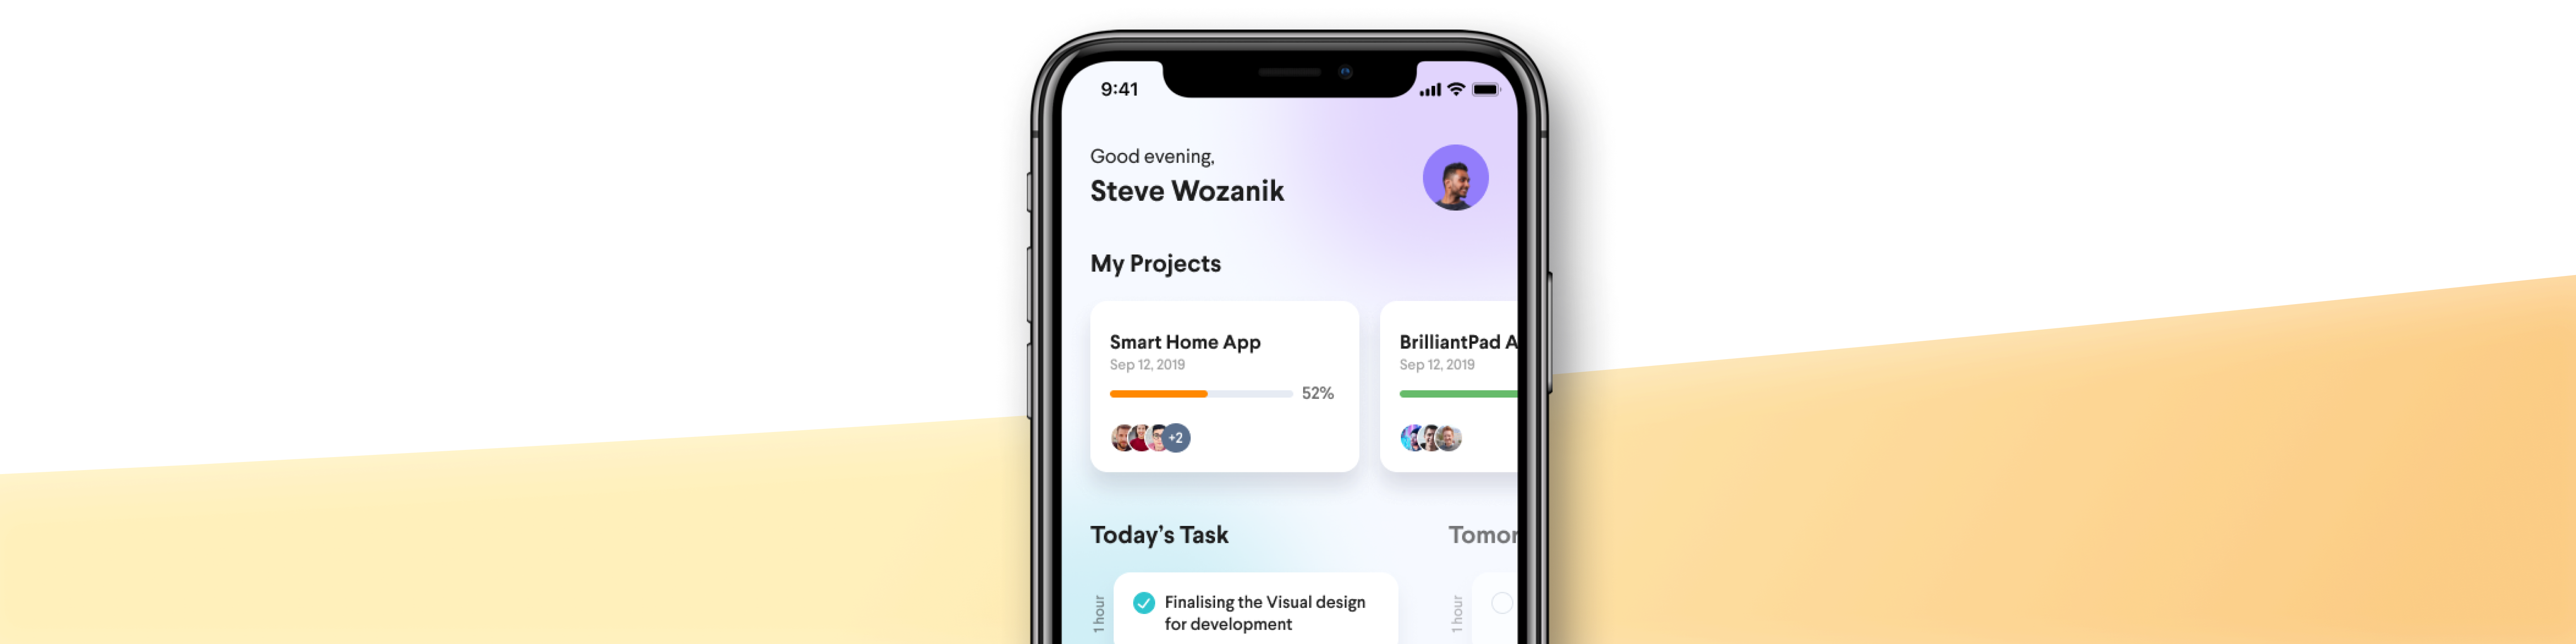 9:41
Good evening,
Steve Wozanik
My Projects
Smart Home App
Sep 12, 2019
52%
+2
BrilliantPad A
Sep 12, 2019
Today's Task
Tomor
1 hour
Finalising the Visual design
for development
1 hour